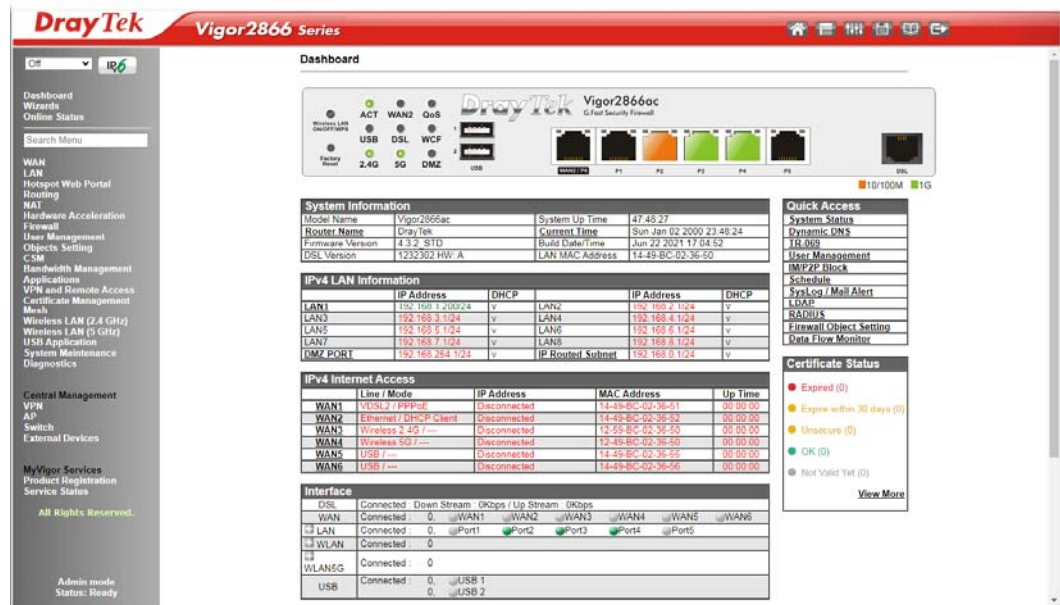 DrayTek Vigor2866 Series
Off IPv6
Dashboard
Wizards
Online Status
Search Menu
WAN
LAN
Hotspot Web Portal
Routing
NAT
Hardware Acceleration
Firewall
User Management
Objects Setting
CSM
Bandwidth Management
Applications
VPN and Remote Access
Certificate Management
Mesh
Wireless LAN (2.4 GHz)
Wireless LAN (5 GHz)
USB Application
System Maintenance
Diagnostics
Central Management
VPN
AP
Switch
External Devices
MyVigor Services
Product Registration
Service Status
All Rights Reserved.
Admin mode
Status: Ready
Dashboard
DrayTek Vigor2866ac
G.Fast Security Firewall
Wireless LAN
ON/OFF/WPS
Factory
Reset
ACT WAN2 QoS
USB DSL WCF
2.4G 5G DMZ
1
2
USB
WAN2 / P6 P1 P2 P3 P4 P5 DSL
10/100M 1G
System Information
Model Name Vigor2866ac System Up Time 47:48:27
Router Name DrayTek Current Time Sun Jan 02 2000 23:48:24
Firmware Version 4.3.2_STD Build Date/Time Jun 22 2021 17:04:52
DSL Version 1232302 HW: A LAN MAC Address 14-49-BC-02-36-50
IPv4 LAN Information
IP Address DHCP IP Address DHCP
LAN1 192.168.1.200/24 v LAN2 192.168.2.1/24 v
LAN3 192.168.3.1/24 v LAN4 192.168.4.1/24 v
LAN5 192.168.5.1/24 v LAN6 192.168.6.1/24 v
LAN7 192.168.7.1/24 v LAN8 192.168.8.1/24 v
DMZ PORT 192.168.254.1/24 v IP Routed Subnet 192.168.0.1/24 v
IPv4 Internet Access
Line / Mode IP Address MAC Address Up Time
WAN1 VDSL2 / PPPoE Disconnected 14-49-BC-02-36-51 00:00:00
WAN2 Ethernet / DHCP Client Disconnected 14-49-BC-02-36-52 00:00:00
WAN3 Wireless 2.4G / --- Disconnected 12-59-BC-02-36-50 00:00:00
WAN4 Wireless 5G / --- Disconnected 12-49-BC-02-36-50 00:00:00
WAN5 USB / --- Disconnected 14-49-BC-02-36-55 00:00:00
WAN6 USB / --- Disconnected 14-49-BC-02-36-56 00:00:00
Interface
DSL Connected : Down Stream : 0Kbps / Up Stream : 0Kbps
WAN Connected : 0, WAN1 WAN2 WAN3 WAN4 WAN5 WAN6
LAN Connected : 0, Port1 Port2 Port3 Port4 Port5
WLAN Connected : 0
WLAN5G Connected : 0
USB Connected : 0, USB 1
0, USB 2
Quick Access
System Status
Dynamic DNS
TR-069
User Management
IM/P2P Block
Schedule
SysLog / Mail Alert
LDAP
RADIUS
Firewall Object Setting
Data Flow Monitor
Certificate Status
Expired (0)
Expire within 30 days (0)
Unsecure (0)
OK (0)
Not Valid Yet (0)
View More